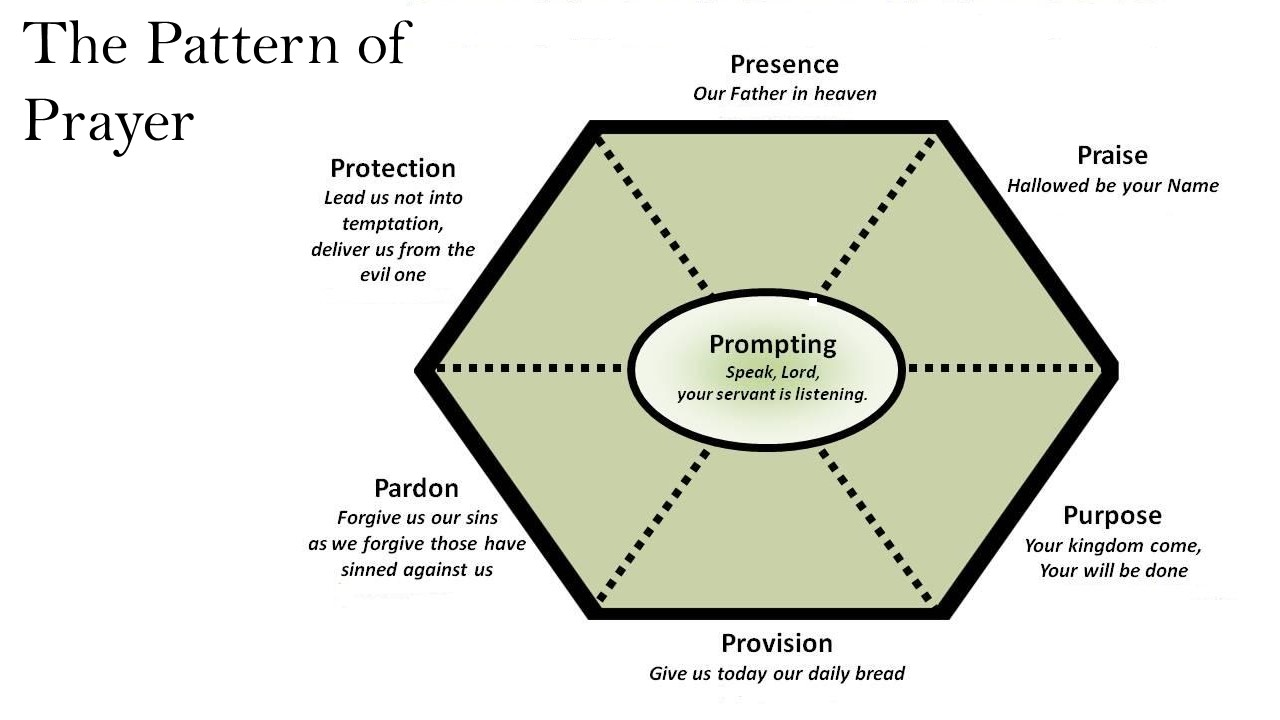 The Pattern of
Prayer
Presence
Our Father in heaven
Praise
Hallowed be your Name
Purpose
Your kingdom come,
Your will be done
Provision
Give us today our daily bread
Pardon
Forgive us our sins
as we forgive those have
sinned against us
Protection
Lead us not into
temptation,
deliver us from the
evil one
Prompting
Speak, Lord,
your servant is listening.